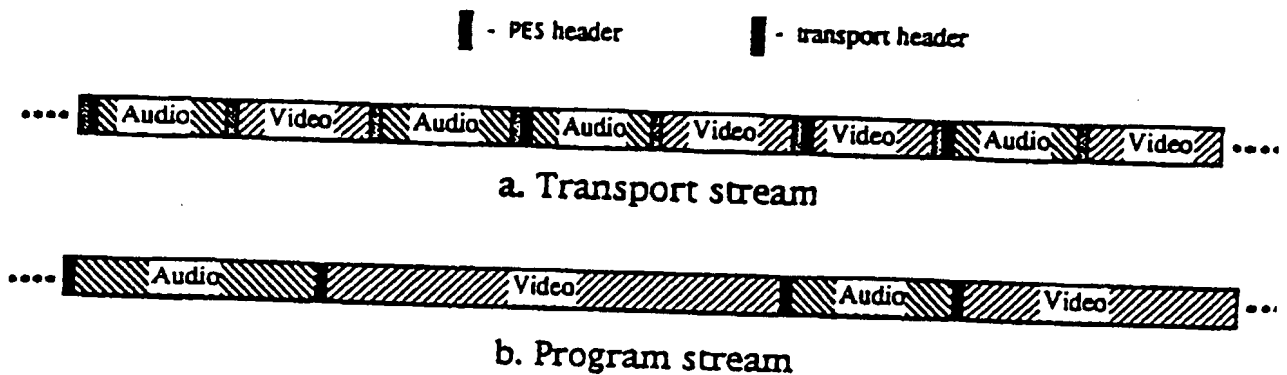 - PES header - transport header
.... Audio Video Audio Audio Video Video Audio Video ....
a. Transport stream
.... Audio Video Audio Video ...
b. Program stream